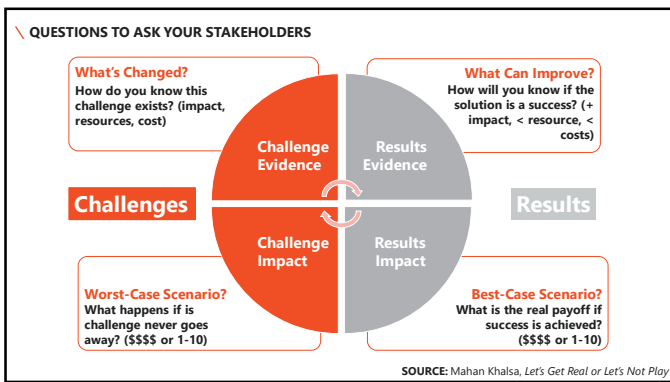 \ QUESTIONS TO ASK YOUR STAKEHOLDERS
What's Changed?
How do you know this
challenge exists? (impact,
resources, cost)
What Can Improve?
How will you know if the
solution is a success? (+
impact, < resource, <
costs)
Challenge
Evidence
Results
Evidence
Challenges
Results
Challenge
Impact
Results
Impact
Worst-Case Scenario?
What happens if is
challenge never goes
away? ($$$$ or 1-10)
Best-Case Scenario?
What is the real payoff if
success is achieved?
($$$$ or 1-10)
SOURCE: Mahan Khalsa, Let's Get Real or Let's Not Play